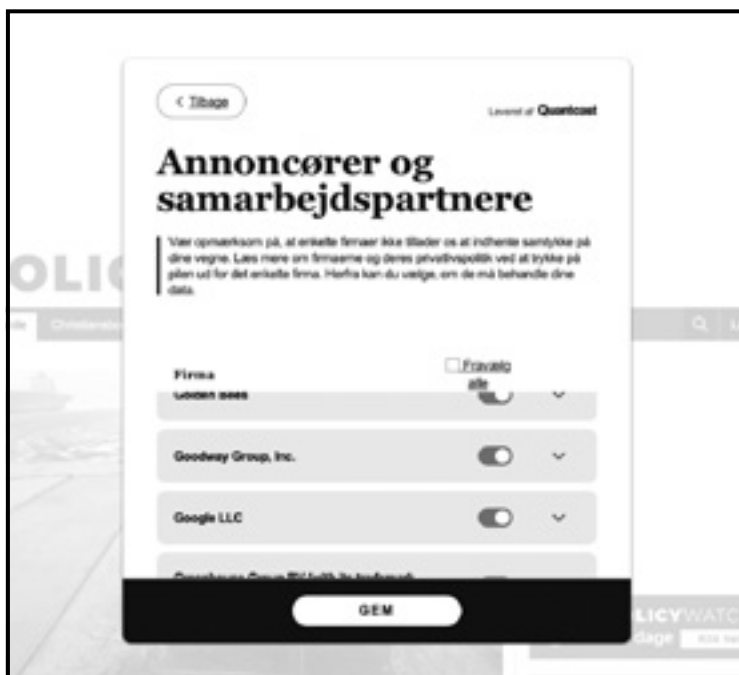 < Tilbage
Leveret af Quantcast
Annoncører og
samarbejdspartnere
Vær opmærksom på, at enkelte firmaer ikke tillader os at indhente samtykke på
dine vegne. Læs mere om firmaerne og deres privatlivspolitik ved at trykke på
pilen ud for det enkelte firma. Herfra kan du vælge, om de må behandle dine
data.
OLIC
Firma
Fravælg
alle
Golden Bees
Goodway Group, Inc.
Google LLC
GEM
LICYWATC
dage